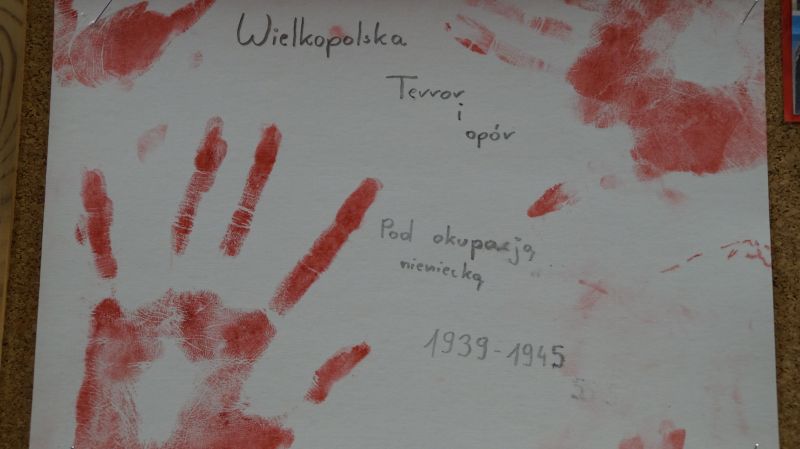 Wielkopolska
Terror
i
opór
Pod okupacją
niemiecką
1939-1945